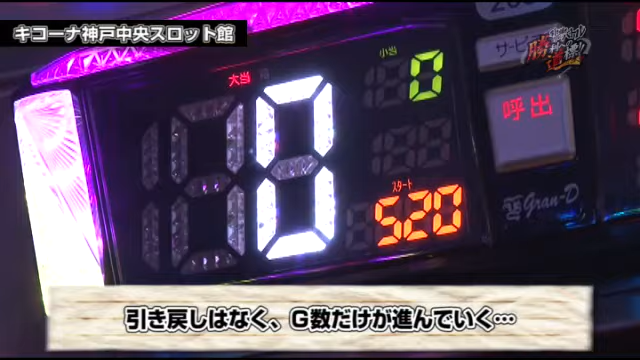 キコーナ神戸中央スロット館
大当
0
小当
0
スタート
520
サービス
呼出
Gran-D
引き戻しはなく、G数だけが進んでいく…